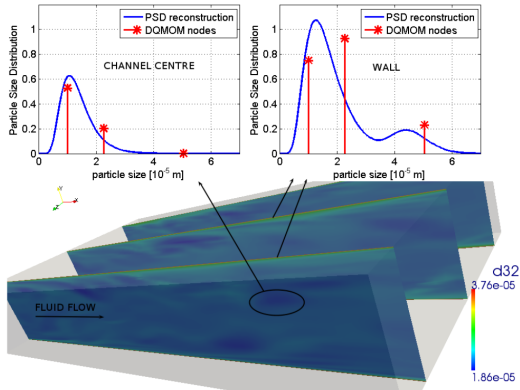 PSD reconstruction
DQMOM nodes
CHANNEL CENTRE
Particle Size Distribution
1
0.8
0.6
0.4
0.2
0
0 2 4 6
particle size [10⁻⁵ m]
PSD reconstruction
DQMOM nodes
WALL
Particle Size Distribution
1
0.8
0.6
0.4
0.2
0
0 2 4 6
particle size [10⁻⁵ m]
Y
Z
X
FLUID FLOW
d32
3.76e-05
1.86e-05